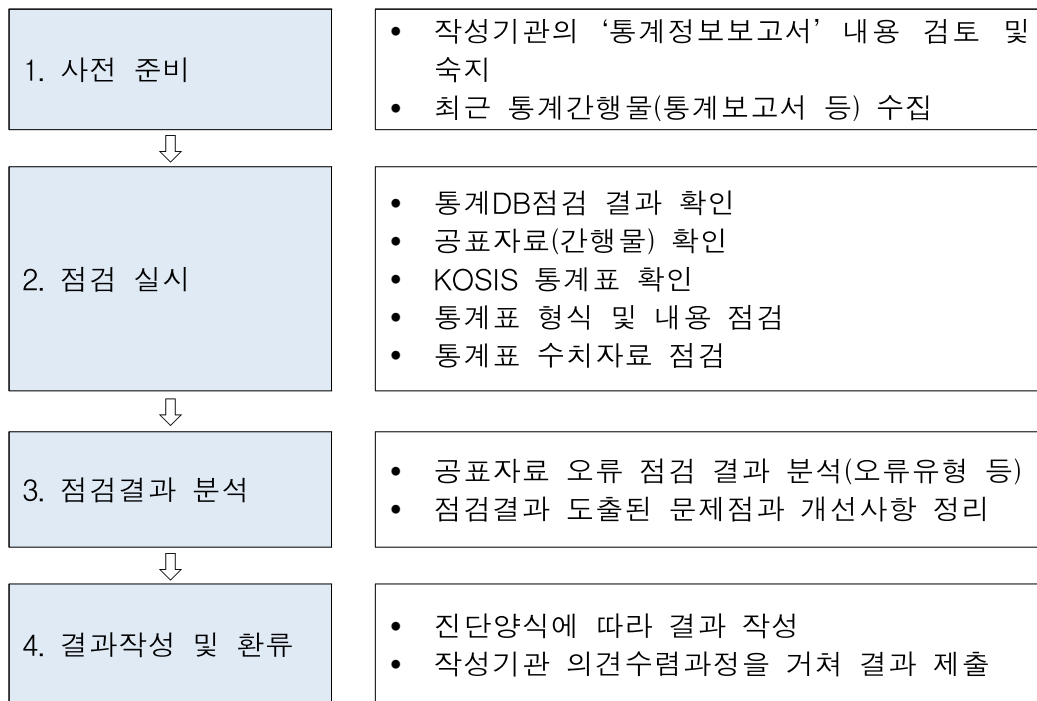 1. 사전 준비
• 작성기관의 ‘통계정보보고서’ 내용 검토 및
숙지
• 최근 통계간행물(통계보고서 등) 수집
2. 점검 실시
• 통계DB점검 결과 확인
• 공표자료(간행물) 확인
• KOSIS 통계표 확인
• 통계표 형식 및 내용 점검
• 통계표 수치자료 점검
3. 점검결과 분석
• 공표자료 오류 점검 결과 분석(오류유형 등)
• 점검결과 도출된 문제점과 개선사항 정리
4. 결과작성 및 환류
• 진단양식에 따라 결과 작성
• 작성기관 의견수렴과정을 거쳐 결과 제출